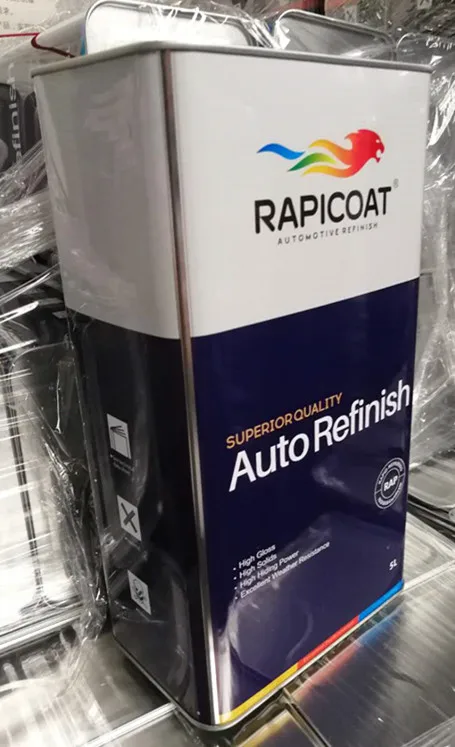 RAPICOAT®
AUTOMOTIVE REFINISH
SUPERIOR QUALITY
Auto Refinish
RAP
- High Gloss
- High Solids
- High Hiding Power
- Excellent Weather Resistance
5L